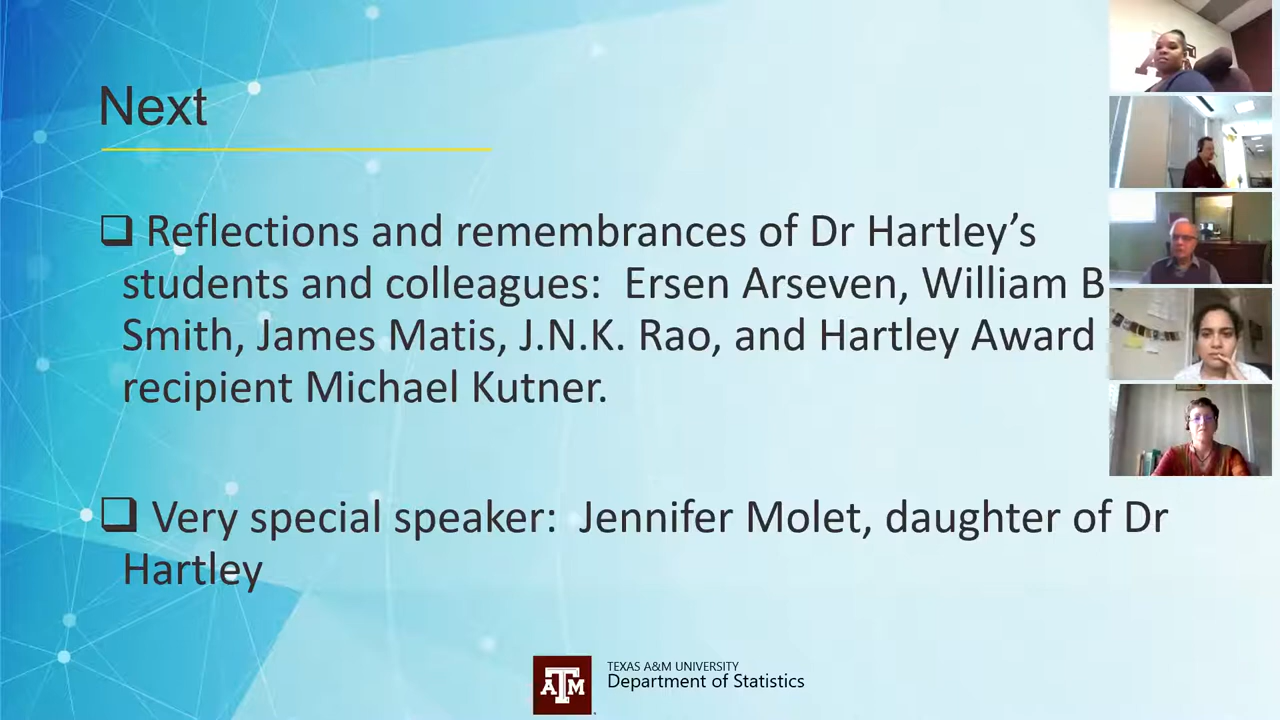 Next
❑ Reflections and remembrances of Dr Hartley’s
students and colleagues:  Ersen Arseven, William B
Smith, James Matis, J.N.K. Rao, and Hartley Award
recipient Michael Kutner.
❑ Very special speaker:  Jennifer Molet, daughter of Dr
Hartley
ATM
TEXAS A&M UNIVERSITY
Department of Statistics